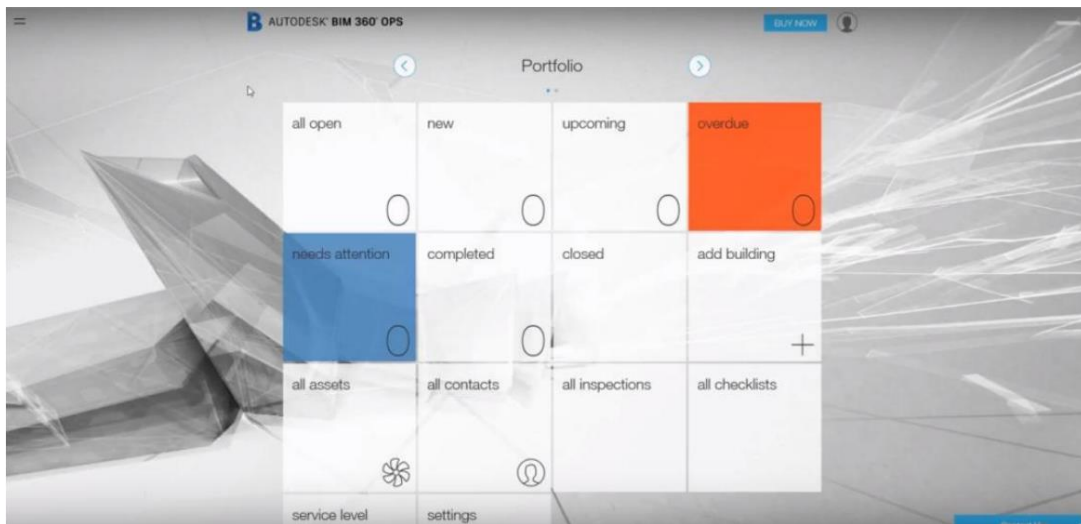 AUTODESK® BIM 360® OPS
BUY NOW
Portfolio
all open
new
upcoming
overdue
0
0
0
0
needs attention
completed
closed
add building
0
0
all assets
all contacts
all inspections
all checklists
service level
settings